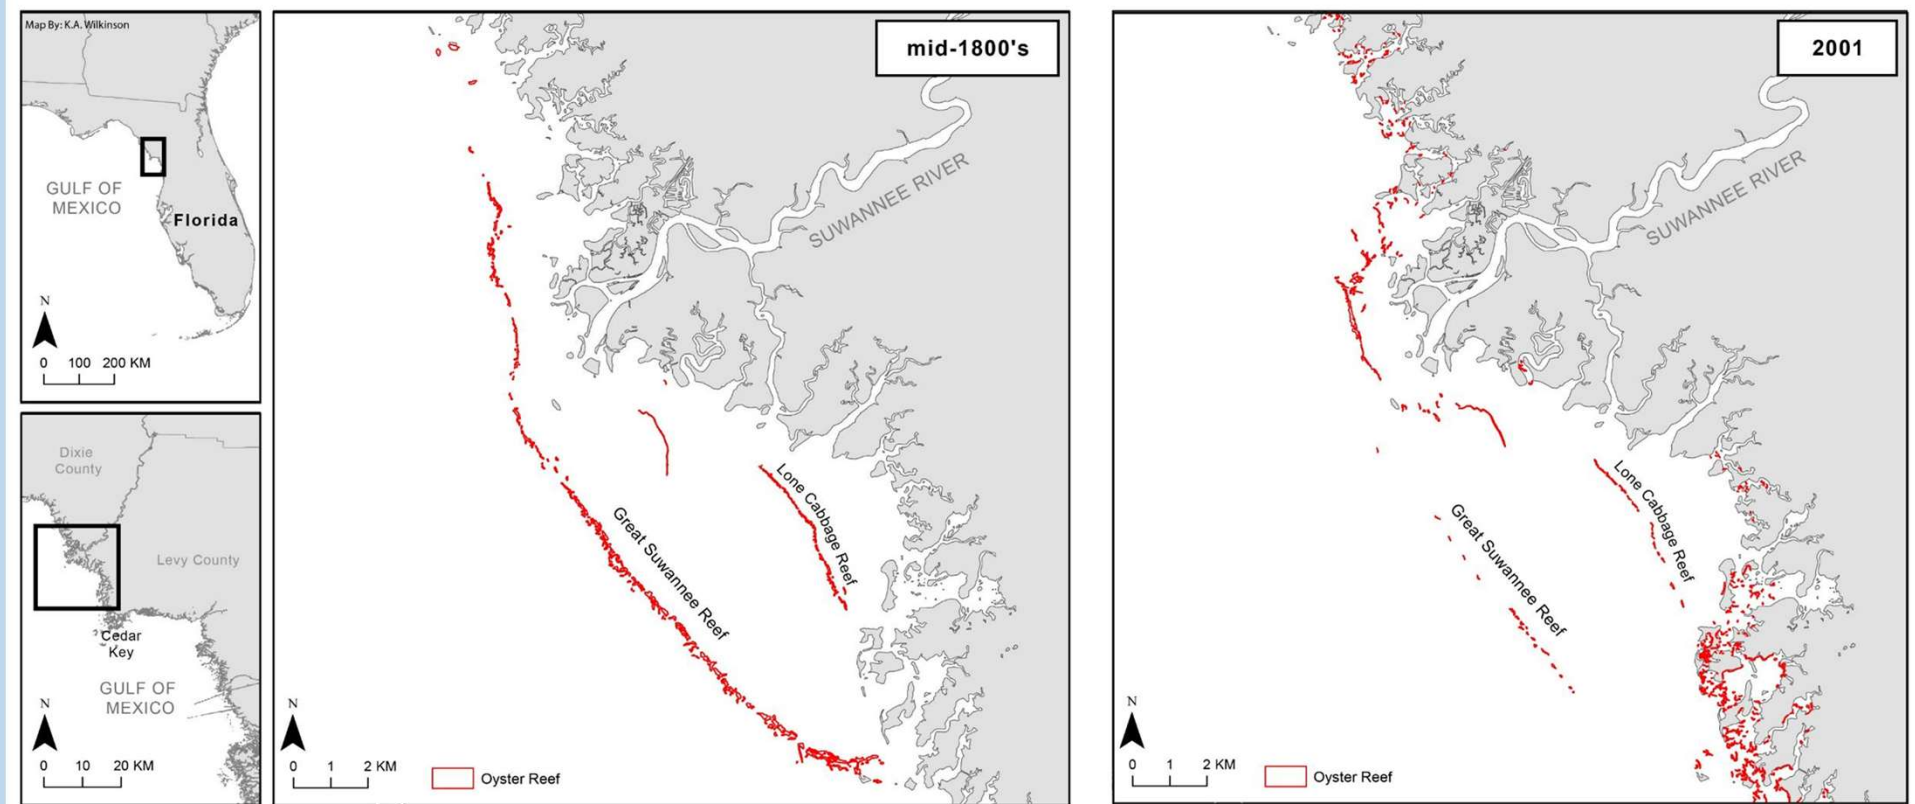 Map By: K.A. Wilkinson
GULF OF
MEXICO
Florida
N
0 100 200 KM
Dixie
County
Levy County
Cedar
Key
GULF OF
MEXICO
N
0 10 20 KM
mid-1800's
SUWANNEE RIVER
Lone Cabbage Reef
Great Suwannee Reef
N
0 1 2 KM
Oyster Reef
2001
SUWANNEE RIVER
Lone Cabbage Reef
Great Suwannee Reef
N
0 1 2 KM
Oyster Reef